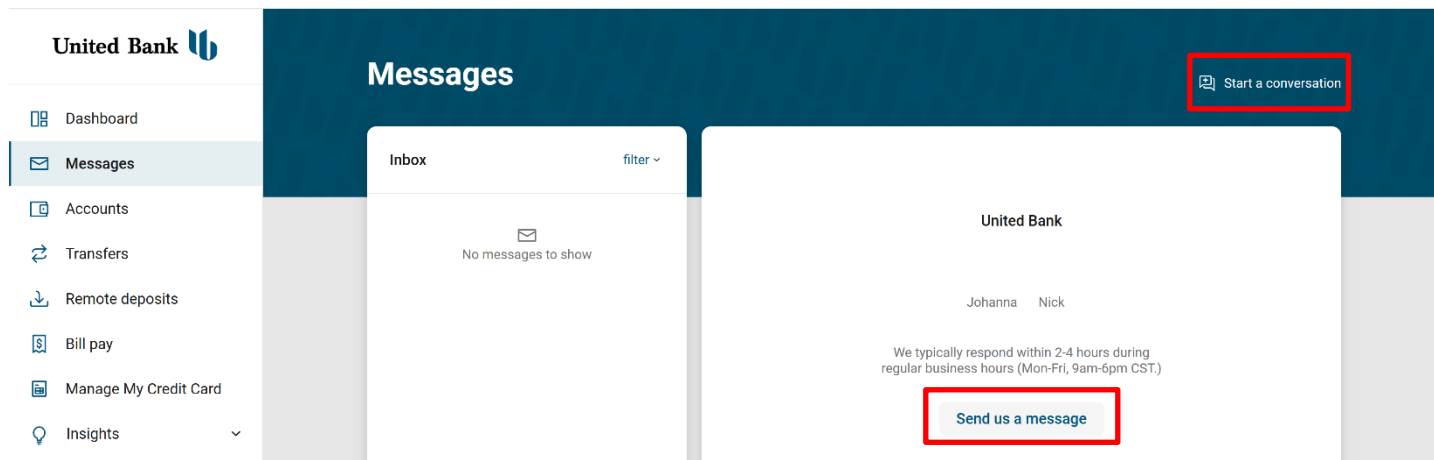 United Bank
Dashboard
Messages
Accounts
Transfers
Remote deposits
Bill pay
Manage My Credit Card
Insights
Messages
Start a conversation
Inbox
filter
No messages to show
United Bank
Johanna Nick
We typically respond within 2-4 hours during
regular business hours (Mon-Fri, 9am-6pm CST.)
Send us a message